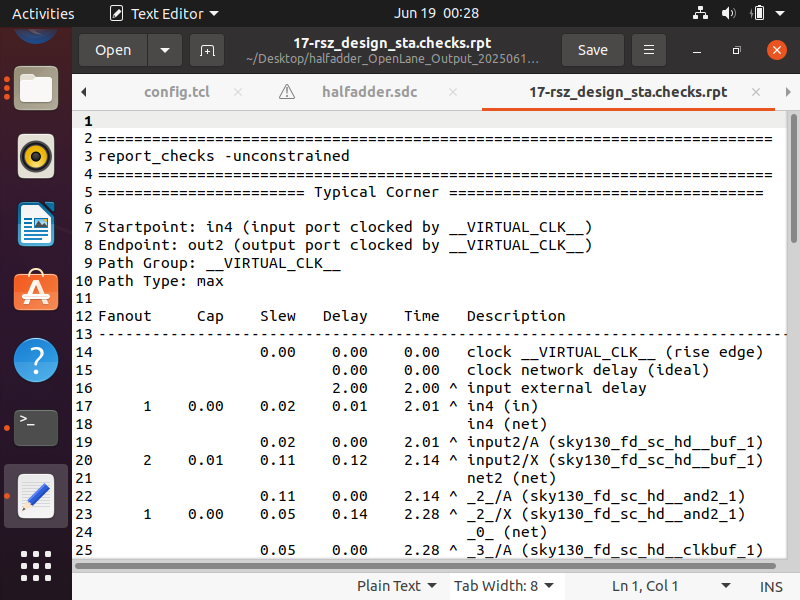 Activities Text Editor Jun 19 00:28
Open 17-rsz_design_sta.checks.rpt Save
~/Desktop/halfadder_OpenLane_Output_2025061...
config.tcl halfadder.sdc 17-rsz_design_sta.checks.rpt
1
2 ===========================================================================
3 report_checks -unconstrained
4 ===========================================================================
5 ======================= Typical Corner ===================================
6
7 Startpoint: in4 (input port clocked by __VIRTUAL_CLK__)
8 Endpoint: out2 (output port clocked by __VIRTUAL_CLK__)
9 Path Group: __VIRTUAL_CLK__
10 Path Type: max
11
12 Fanout     Cap    Slew   Delay    Time   Description
13 -----------------------------------------------------------------------------
14                   0.00    0.00    0.00   clock __VIRTUAL_CLK__ (rise edge)
15                           0.00    0.00   clock network delay (ideal)
16                           2.00    2.00 ^ input external delay
17      1    0.00    0.02    0.01    2.01 ^ in4 (in)
18                                          in4 (net)
19                   0.02    0.00    2.01 ^ input2/A (sky130_fd_sc_hd__buf_1)
20      2    0.01    0.11    0.12    2.14 ^ input2/X (sky130_fd_sc_hd__buf_1)
21                                          net2 (net)
22                   0.11    0.00    2.14 ^ _2_/A (sky130_fd_sc_hd__and2_1)
23      1    0.00    0.05    0.14    2.28 ^ _2_/X (sky130_fd_sc_hd__and2_1)
24                                          _0_ (net)
25                   0.05    0.00    2.28 ^ _3_/A (sky130_fd_sc_hd__clkbuf_1)
Plain Text Tab Width: 8 Ln 1, Col 1 INS